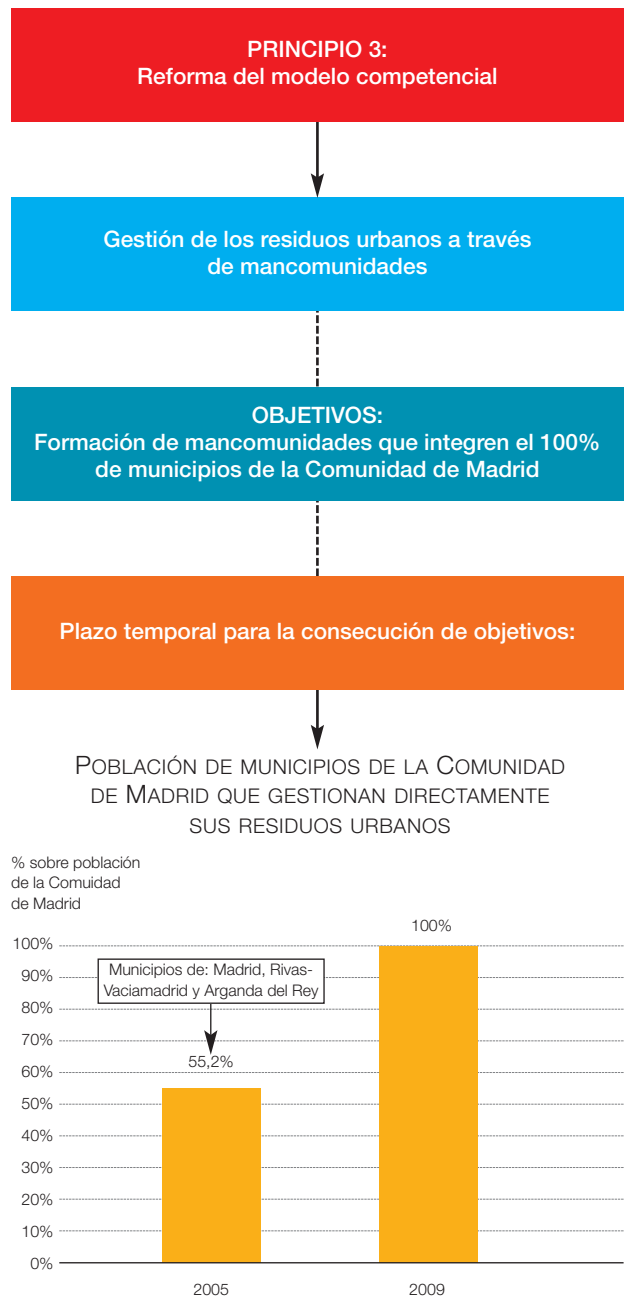 PRINCIPIO 3:
Reforma del modelo competencial
Gestión de los residuos urbanos a través
de mancomunidades
OBJETIVOS:
Formación de mancomunidades que integren el 100%
de municipios de la Comunidad de Madrid
Plazo temporal para la consecución de objetivos:
POBLACIÓN DE MUNICIPIOS DE LA COMUNIDAD
DE MADRID QUE GESTIONAN DIRECTAMENTE
SUS RESIDUOS URBANOS
% sobre población
de la Comuidad
de Madrid
100%
100%
90%
Municipios de: Madrid, Rivas-
Vaciamadrid y Arganda del Rey
80%
70%
55,2%
60%
50%
40%
30%
20%
10%
0%
2005
2009